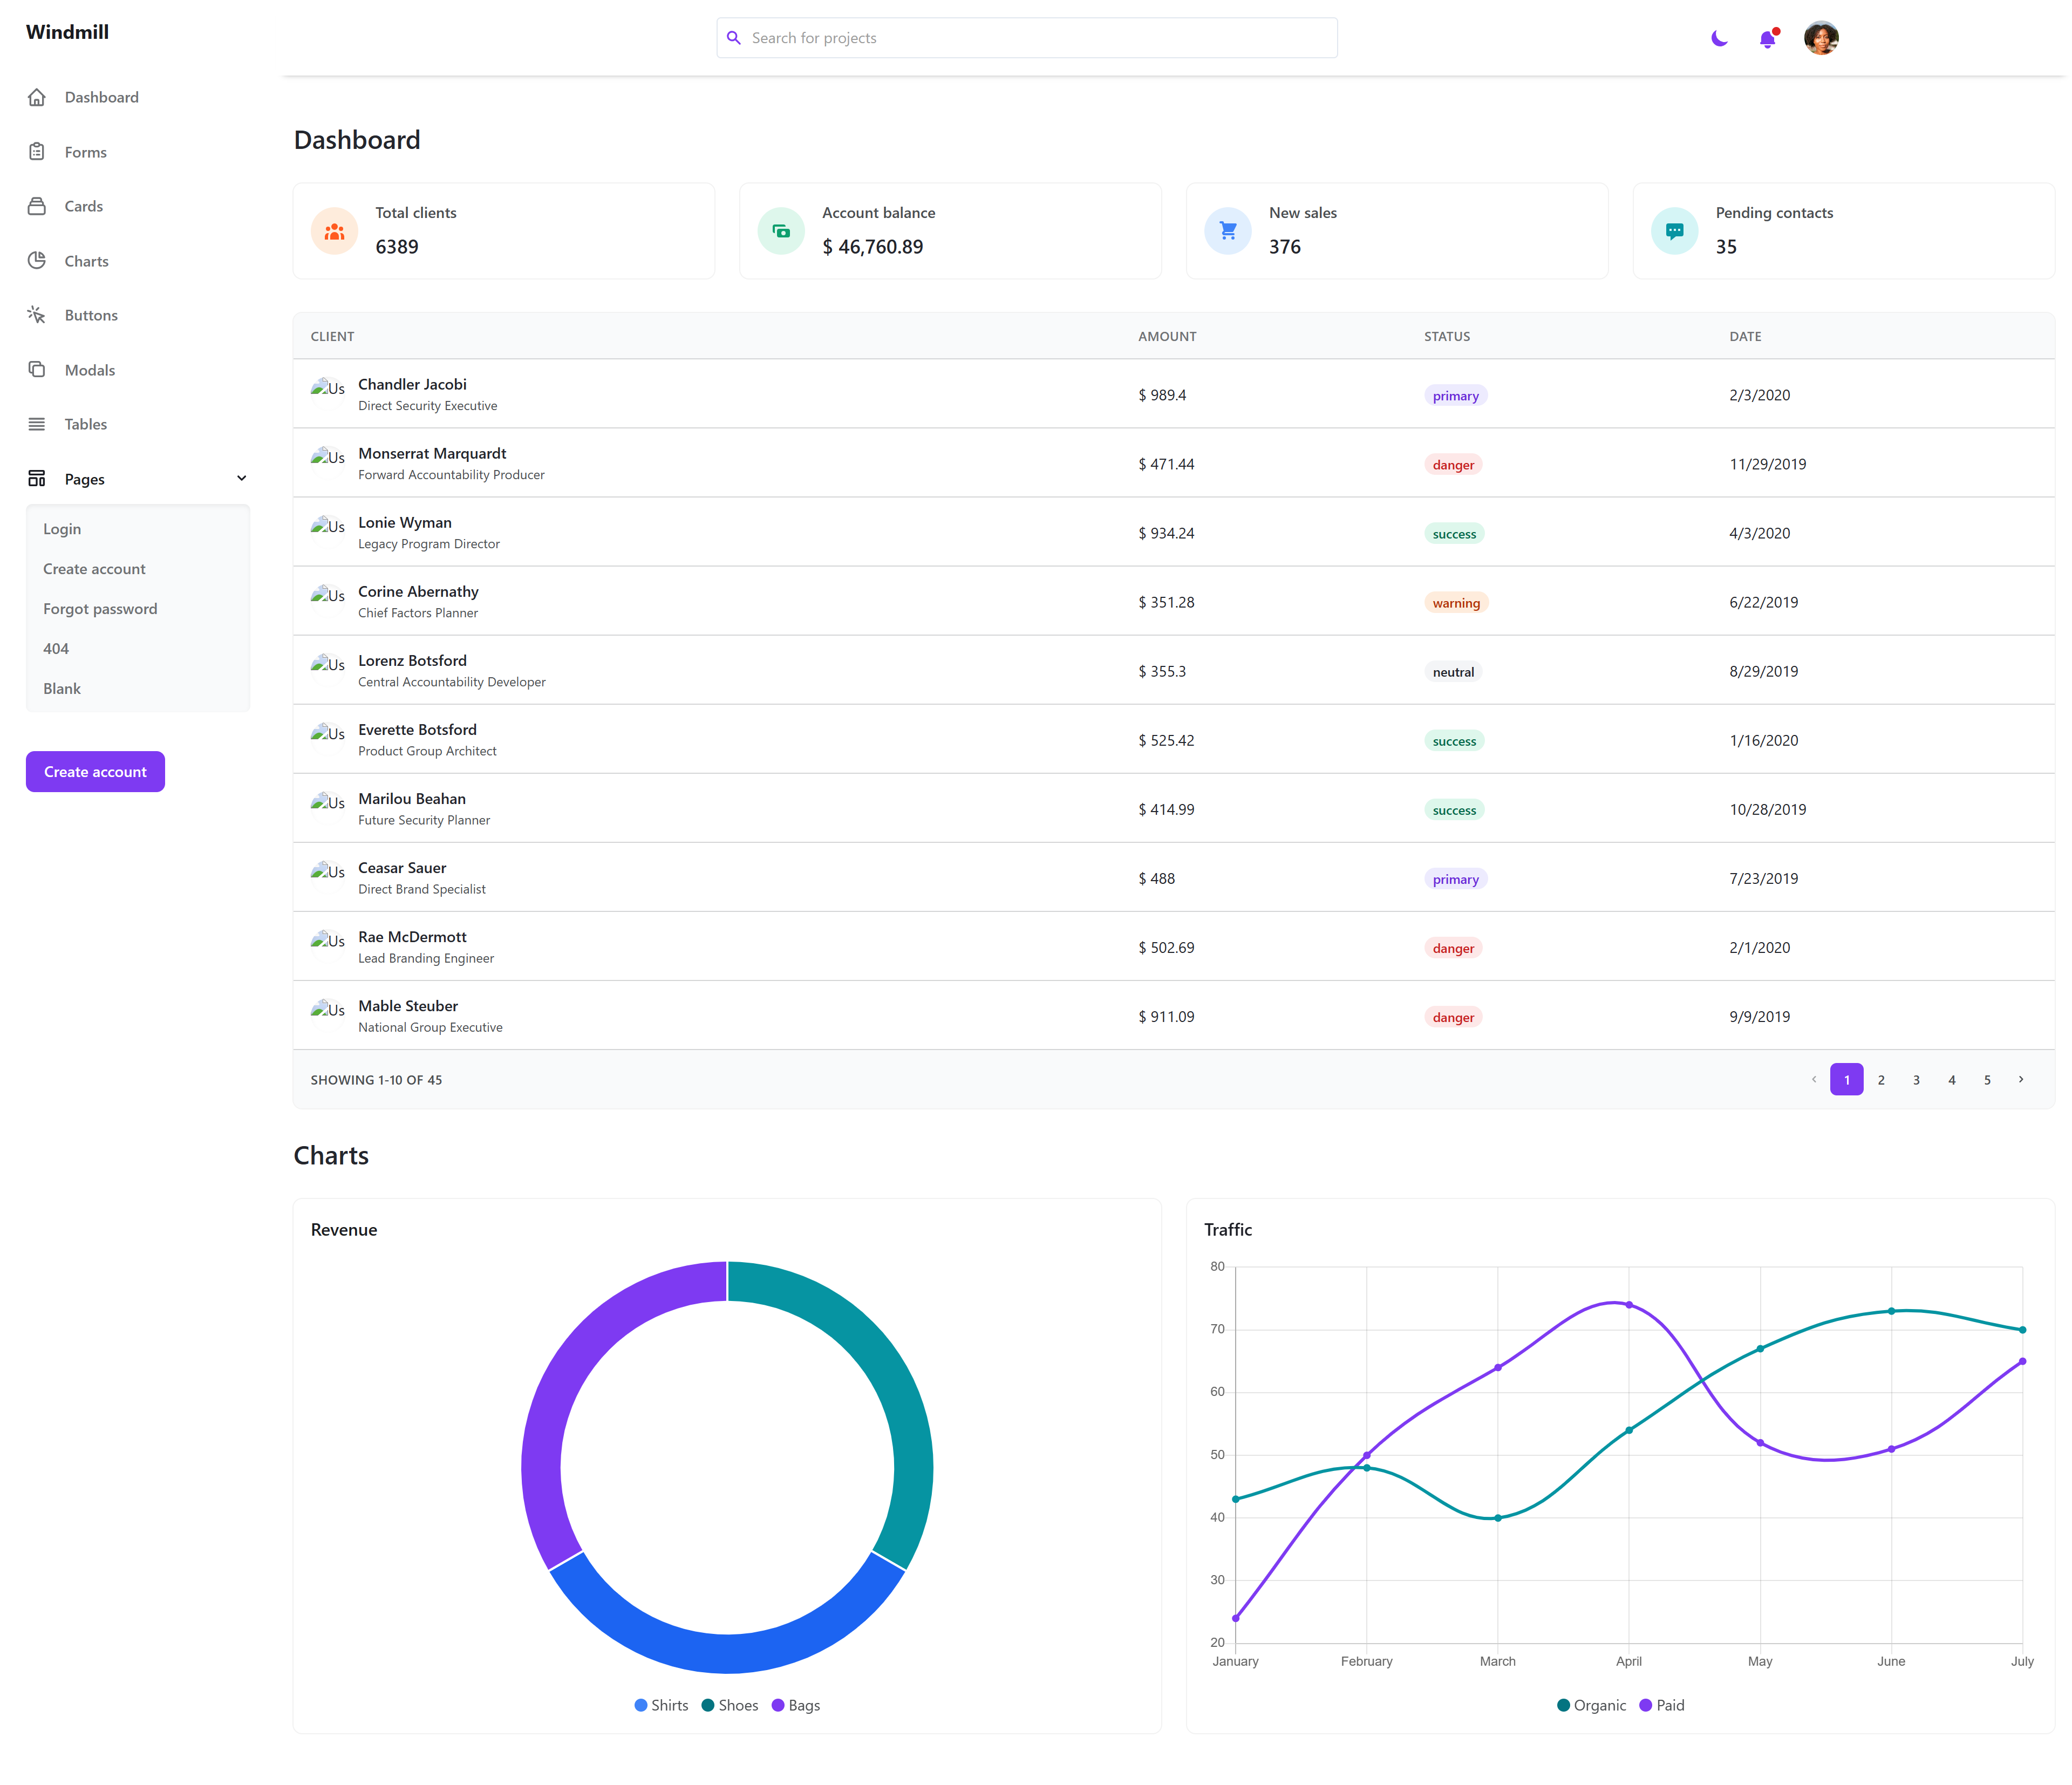 Windmill
Search for projects
Dashboard
Forms
Cards
Charts
Buttons
Modals
Tables
Pages
Login
Create account
Forgot password
404
Blank
Create account
Dashboard
Total clients
6389
Account balance
$ 46,760.89
New sales
376
Pending contacts
35
CLIENT AMOUNT STATUS DATE
Us Chandler Jacobi
Direct Security Executive
$ 989.4 primary 2/3/2020
Us Monserrat Marquardt
Forward Accountability Producer
$ 471.44 danger 11/29/2019
Us Lonie Wyman
Legacy Program Director
$ 934.24 success 4/3/2020
Us Corine Abernathy
Chief Factors Planner
$ 351.28 warning 6/22/2019
Us Lorenz Botsford
Central Accountability Developer
$ 355.3 neutral 8/29/2019
Us Everette Botsford
Product Group Architect
$ 525.42 success 1/16/2020
Us Marilou Beahan
Future Security Planner
$ 414.99 success 10/28/2019
Us Ceasar Sauer
Direct Brand Specialist
$ 488 primary 7/23/2019
Us Rae McDermott
Lead Branding Engineer
$ 502.69 danger 2/1/2020
Us Mable Steuber
National Group Executive
$ 911.09 danger 9/9/2019
SHOWING 1-10 OF 45
1 2 3 4 5
Charts
Revenue
Shirts Shoes Bags
Traffic
80
70
60
50
40
30
20
January February March April May June July
Organic Paid